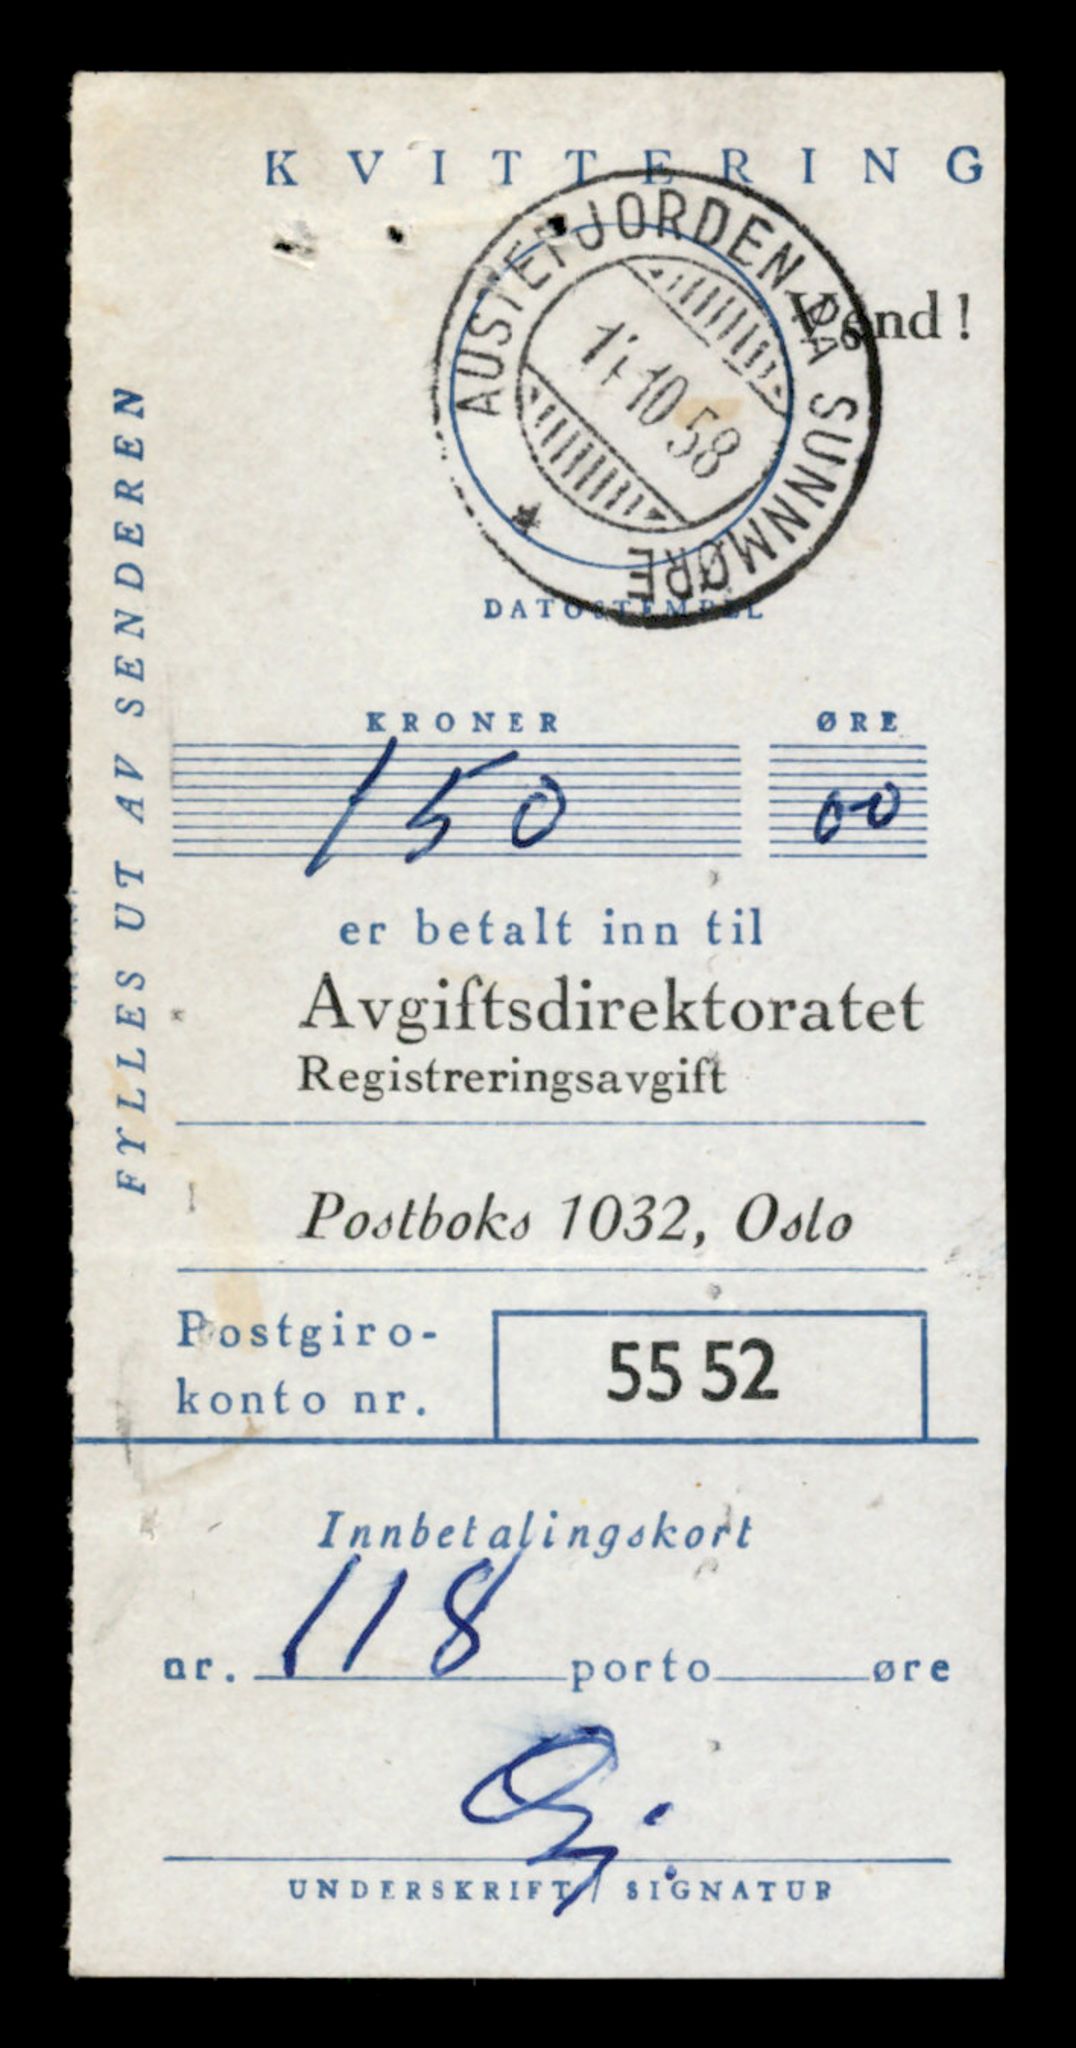 KVITTERING
AUSTEFJORDEN PÅ SUNNMØRE
10 58
Vend!
DATOSTEMPEL
FYLLES UT AV SENDEREN
KRONER ØRE
150 00
er betalt inn til
Avgiftsdirektoratet
Registreringsavgift
Postboks 1032, Oslo
Postgiro-
konto nr.
55 52
Innbetalingskort
nr. 118 porto øre
UNDERSKRIFT / SIGNATUR